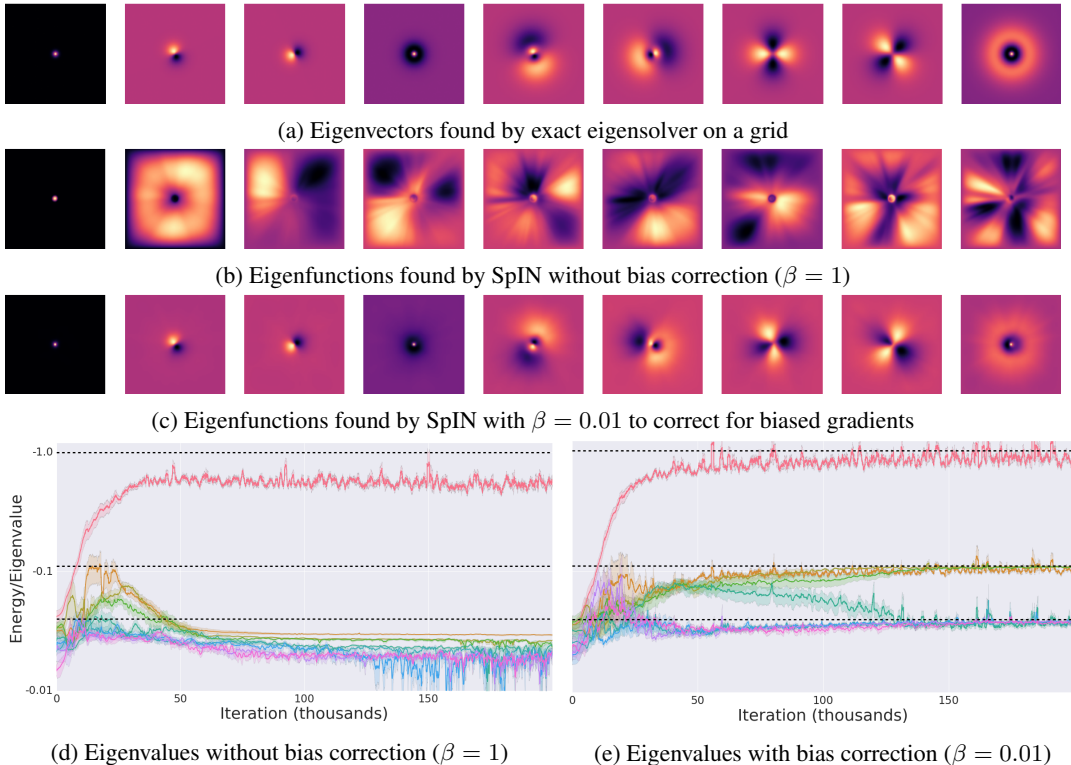 (a) Eigenvectors found by exact eigensolver on a grid
(b) Eigenfunctions found by SpIN without bias correction (β = 1)
(c) Eigenfunctions found by SpIN with β = 0.01 to correct for biased gradients
Energy/Eigenvalue
-1.0
-0.1
-0.01
0 50 100 150
Iteration (thousands)
0 50 100 150
Iteration (thousands)
(d) Eigenvalues without bias correction (β = 1)
(e) Eigenvalues with bias correction (β = 0.01)